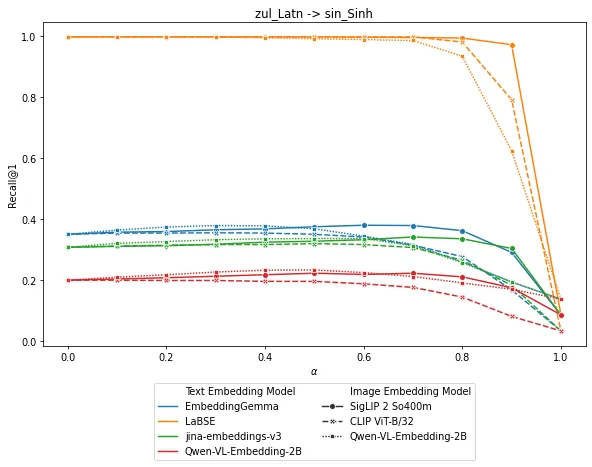 zul_Latn -> sin_Sinh
1.0
0.8
0.6
0.4
0.2
0.0
Recall@1
0.0 0.2 0.4 0.6 0.8 1.0
α
Text Embedding Model Image Embedding Model
EmbeddingGemma SigLIP 2 So400m
LaBSE CLIP ViT-B/32
jina-embeddings-v3 Qwen-VL-Embedding-2B
Qwen-VL-Embedding-2B